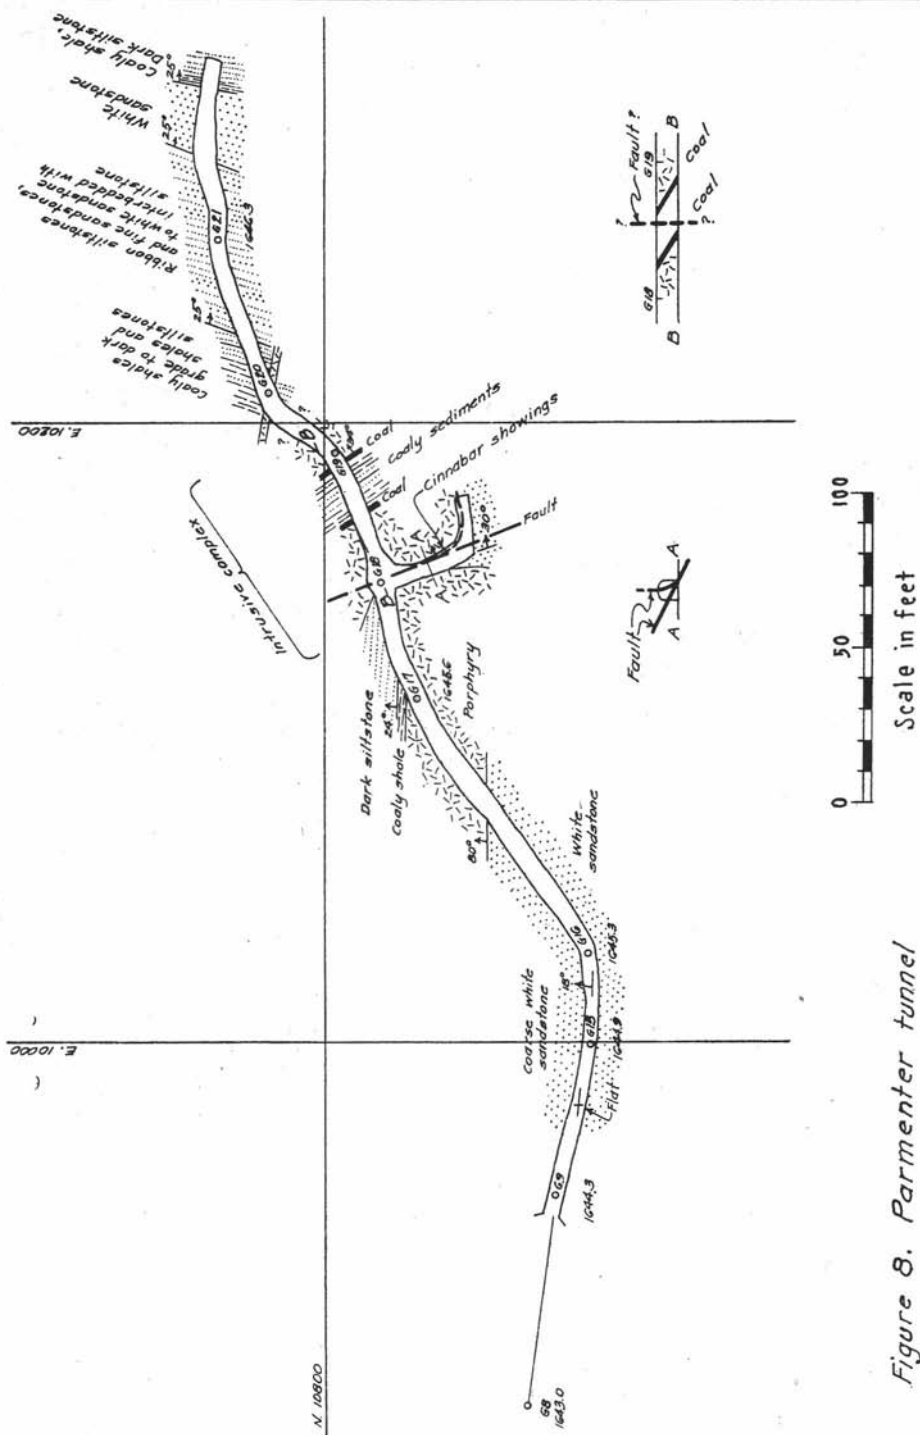 Coaly shale,
Dark siltstone
25°
White
sandstone
25°
Ribbon siltstones
and fine sandstones,
to white sandstone,
interbedded with
siltstone
G21
1646.3
25°
Coaly shales
grade to dark
shales and
siltstones
G20
E. 10200
?
?
B
G19
Coal
Coaly sediments
Coal
Cinnabar showings
Intrusive complex
G18
B
A
A
30°
Fault
Dark siltstone
24°
Coaly shale
G17
1645.6
Porphyry
80°
White
sandstone
G16
1645.3
18°
Coarse white
sandstone
E. 10000
G15
1644.9
Flat
G9
1644.3
N. 10800
G8
1643.0
?
Fault ?
G18
G19
B
B
Coal
Coal
?
Fault
A
A
0
50
100
Scale in feet
Figure 8. Parmenter tunnel